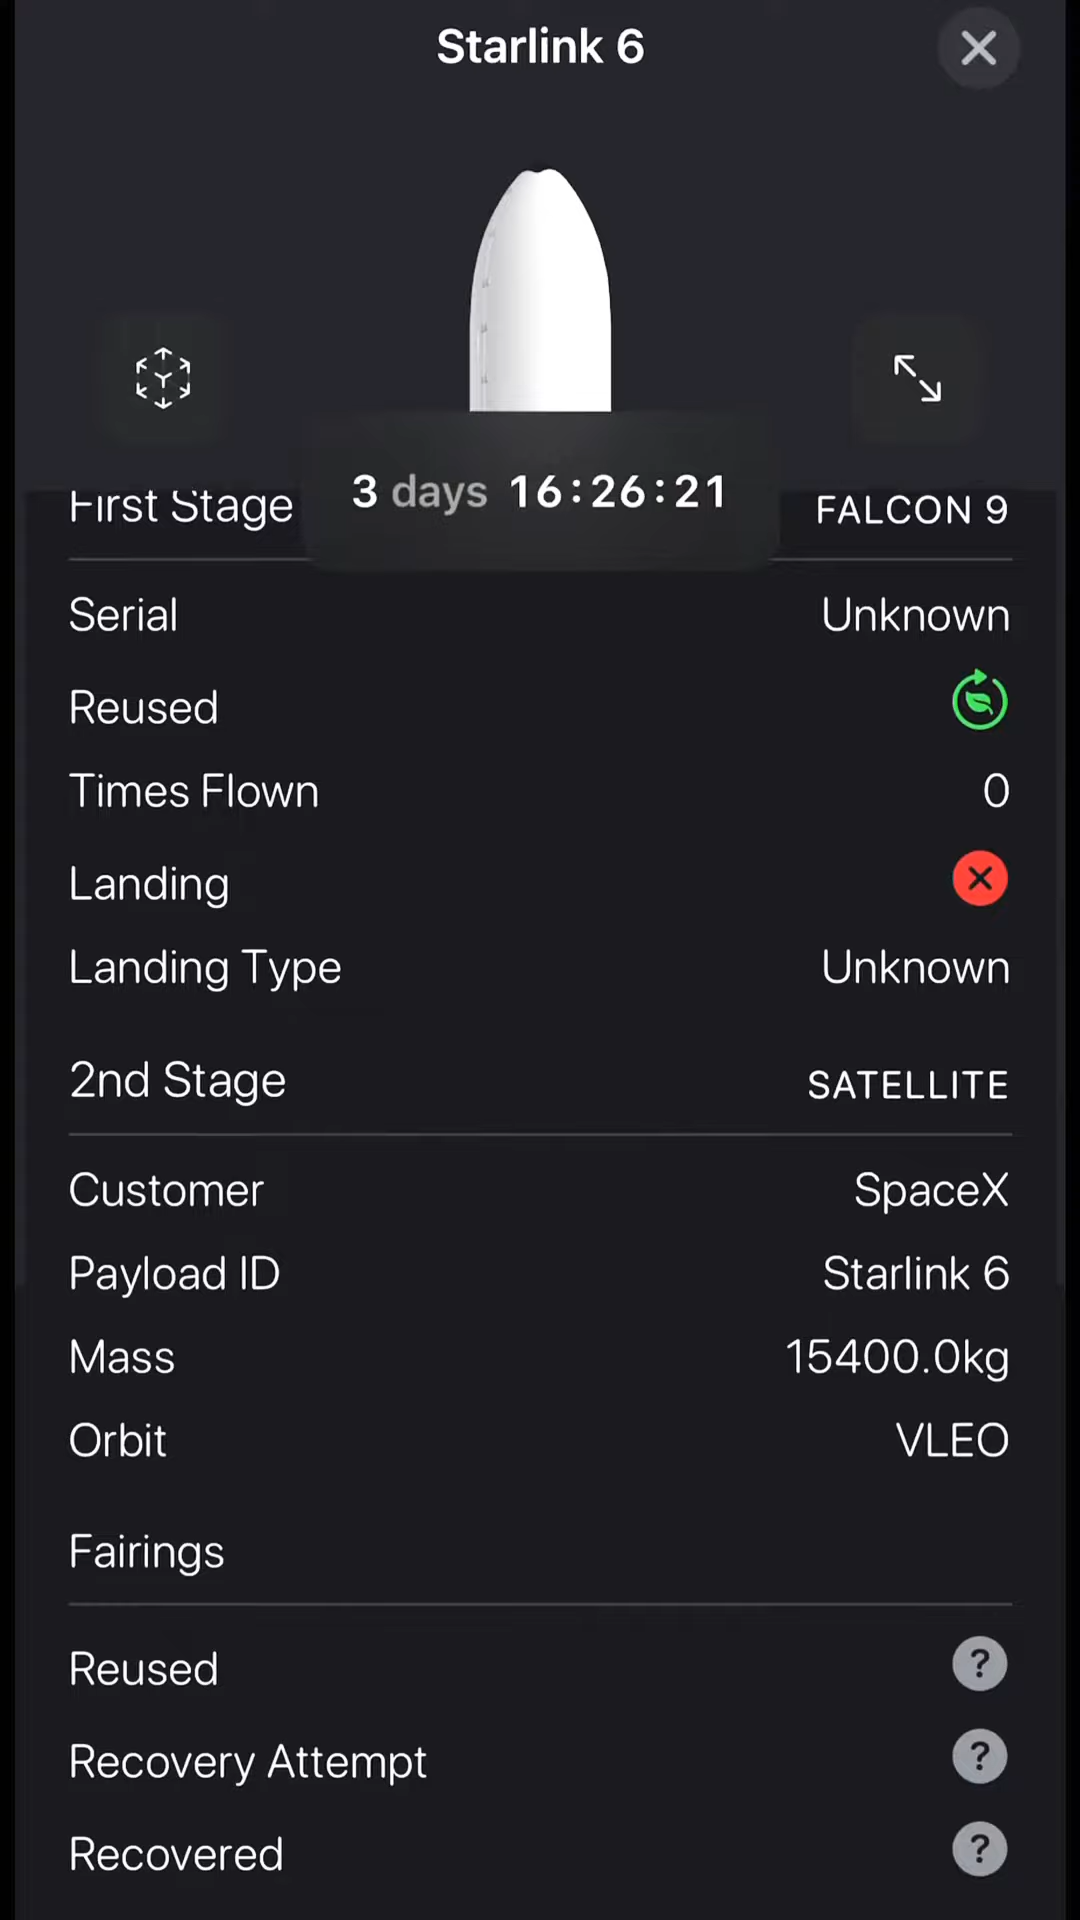 Starlink 6
3 days 16:26:21
First Stage FALCON 9
Serial Unknown
Reused
Times Flown 0
Landing
Landing Type Unknown
2nd Stage SATELLITE
Customer SpaceX
Payload ID Starlink 6
Mass 15400.0kg
Orbit VLEO
Fairings
Reused ?
Recovery Attempt ?
Recovered ?